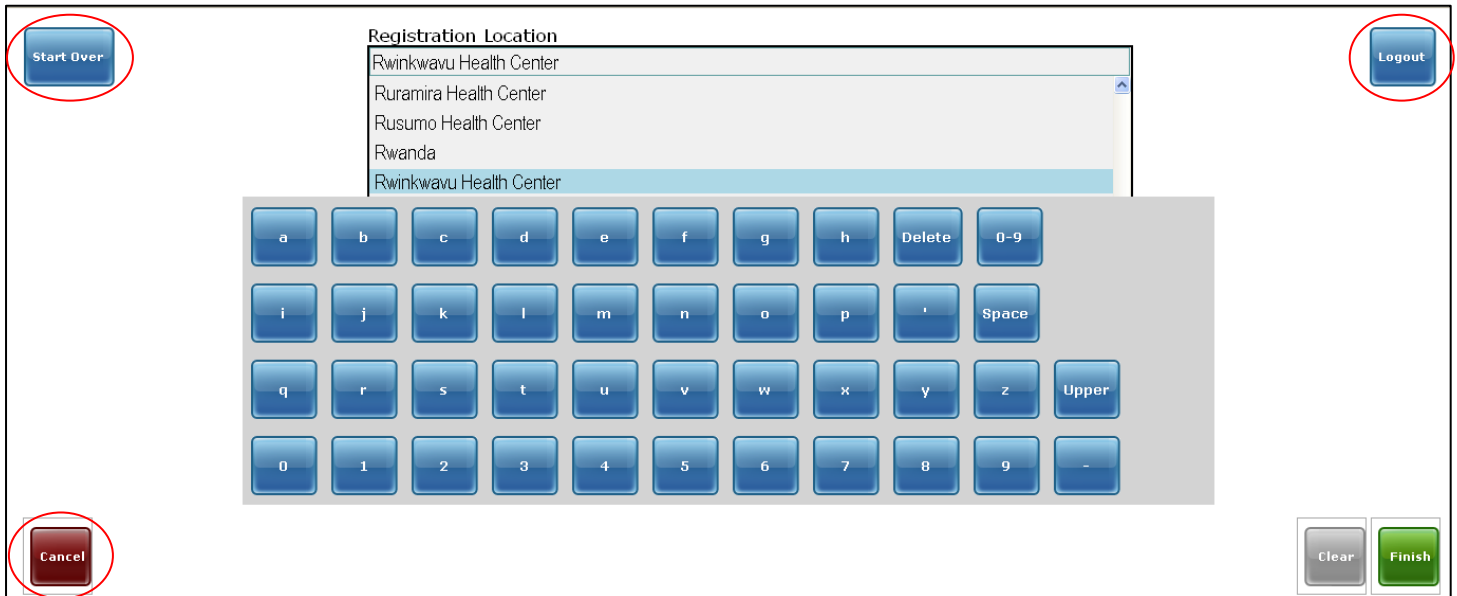 Start Over
Registration Location
Logout
Rwinkwavu Health Center
Ruramira Health Center
Rusumo Health Center
Rwanda
Rwinkwavu Health Center
a b c d e f g h Delete 0-9
i j k l m n o p ' Space
q r s t u v w x y z Upper
0 1 2 3 4 5 6 7 8 9 -
Cancel
Clear Finish